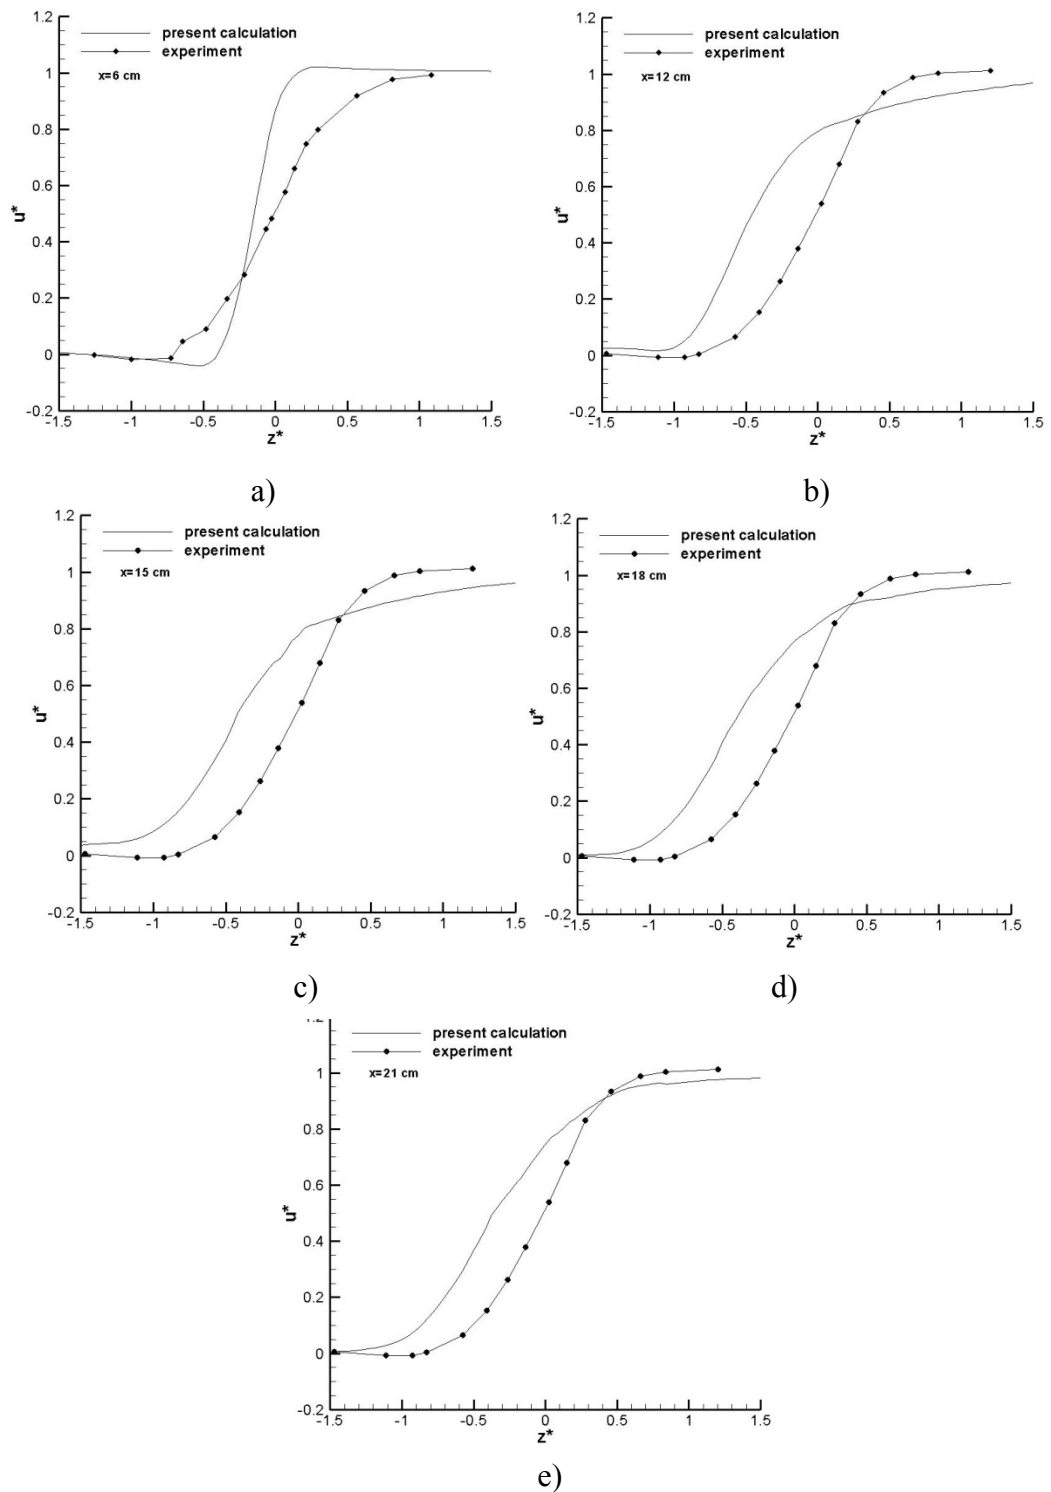 1.2
present calculation
experiment
x=6 cm
1
0.8
0.6
u*
0.4
0.2
0
-0.2
-1.5 -1 -0.5 0 0.5 1 1.5
z*
a)
1.2
present calculation
experiment
x=12 cm
1
0.8
0.6
u*
0.4
0.2
0
-0.2
-1.5 -1 -0.5 0 0.5 1 1.5
z*
b)
1.2
present calculation
experiment
x=15 cm
1
0.8
0.6
u*
0.4
0.2
0
-0.2
-1.5 -1 -0.5 0 0.5 1 1.5
z*
c)
1.2
present calculation
experiment
x=18 cm
1
0.8
0.6
u*
0.4
0.2
0
-0.2
-1.5 -1 -0.5 0 0.5 1 1.5
z*
d)
1.2
present calculation
experiment
x=21 cm
1
0.8
0.6
u*
0.4
0.2
0
-0.2
-1.5 -1 -0.5 0 0.5 1 1.5
z*
e)